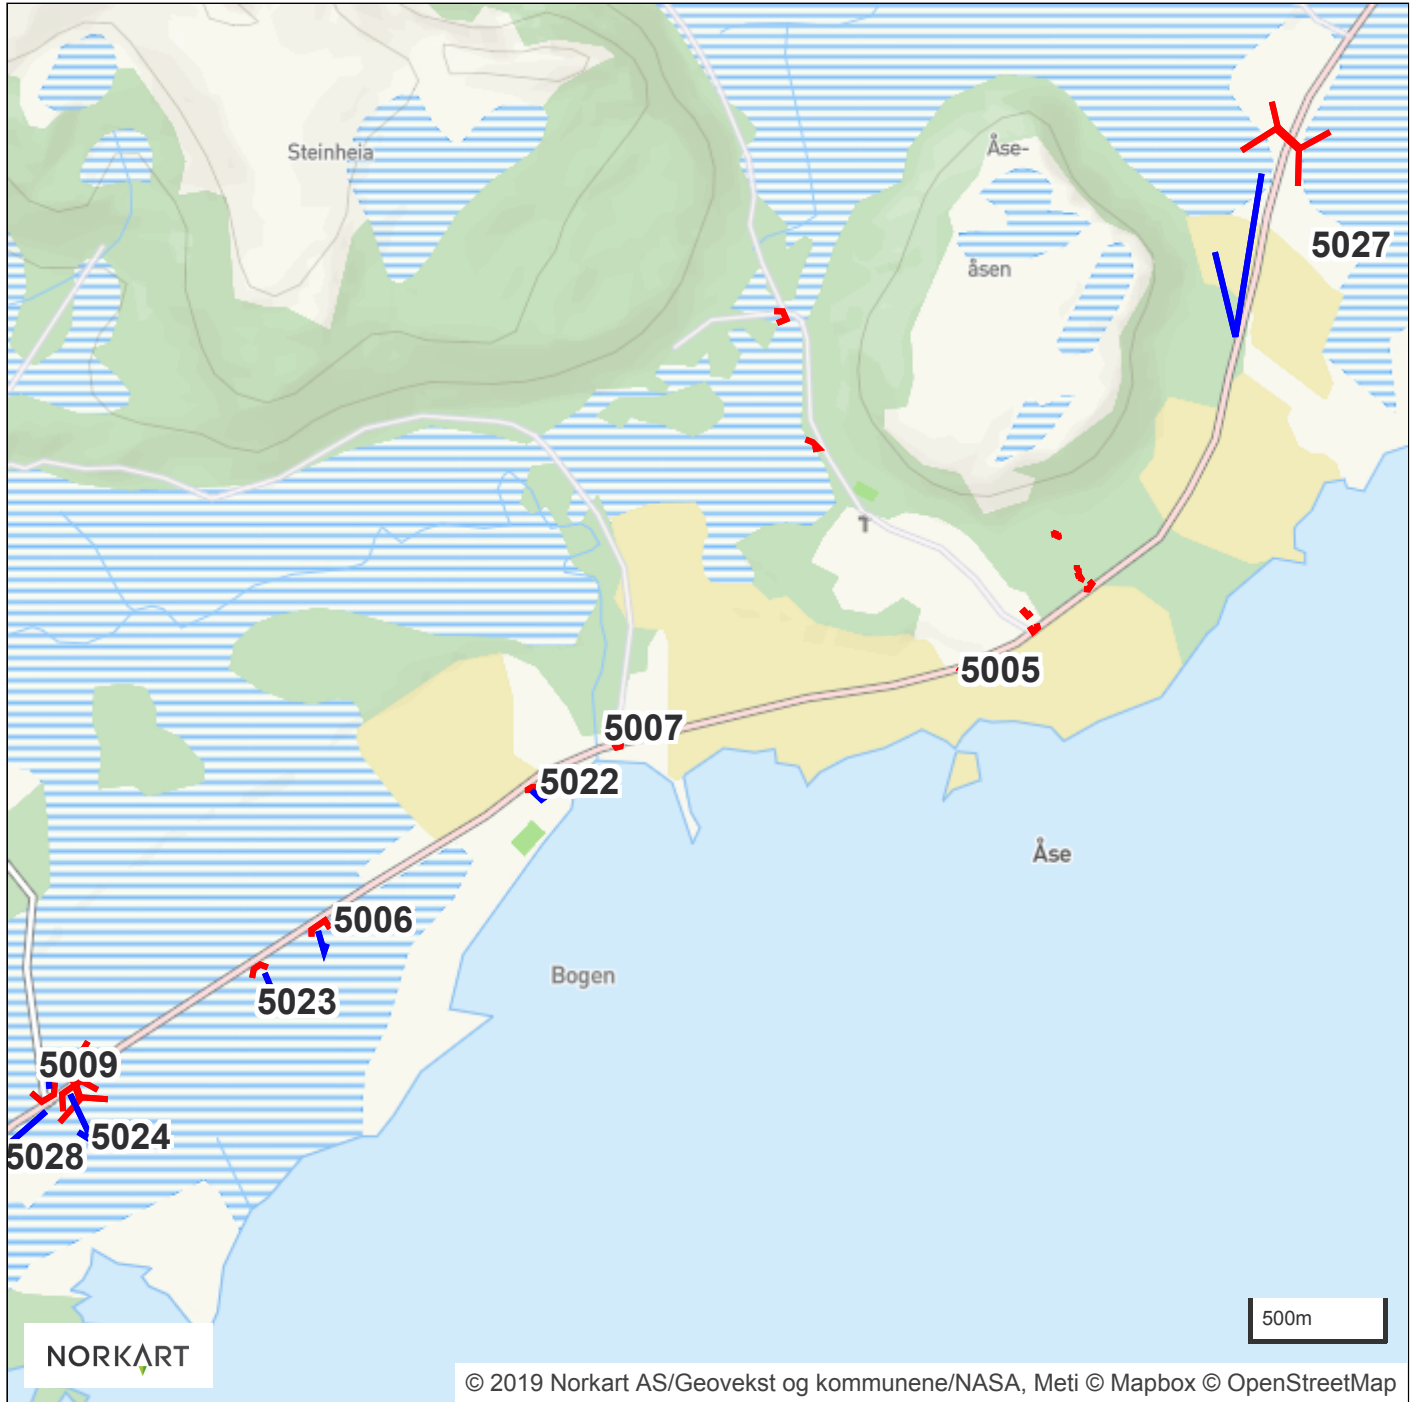 Steinheia
Åse-
åsen
5027
5005
5007
5022
Åse
5006
Bogen
5023
5009
5024
5028
500m
NORKART
© 2019 Norkart AS/Geovekst og kommunene/NASA, Meti © Mapbox © OpenStreetMap